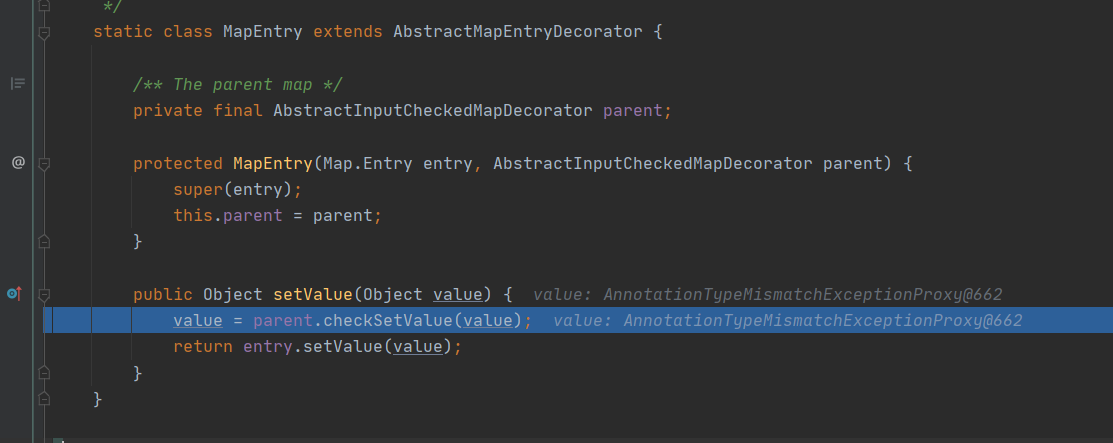 */
static class MapEntry extends AbstractMapEntryDecorator {
/** The parent map */
private final AbstractInputCheckedMapDecorator parent;
@
protected MapEntry(Map.Entry entry, AbstractInputCheckedMapDecorator parent) {
super(entry);
this.parent = parent;
}
public Object setValue(Object value) { value: AnnotationTypeMismatchExceptionProxy@662
value = parent.checkSetValue(value); value: AnnotationTypeMismatchExceptionProxy@662
return entry.setValue(value);
}
}